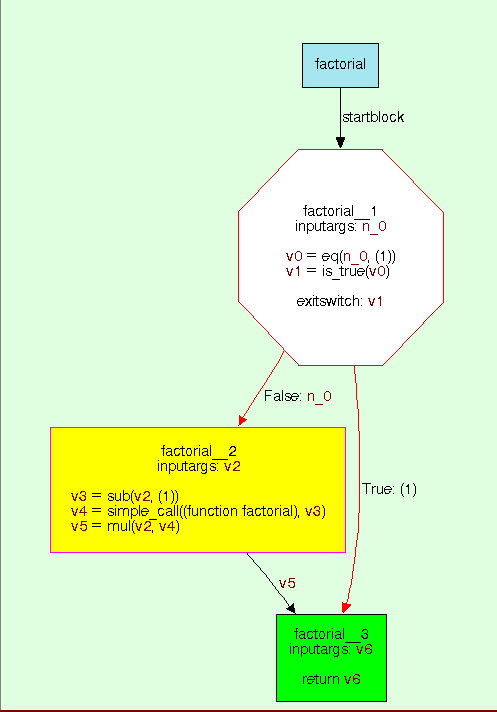 factorial
startblock
factorial__1
inputargs: n_0
v0 = eq(n_0, (1))
v1 = is_true(v0)
exitswitch: v1
False: n_0
factorial__2
inputargs: v2
v3 = sub(v2, (1))
v4 = simple_call((function factorial), v3)
v5 = mul(v2, v4)
True: (1)
v5
factorial__3
inputargs: v6
return v6